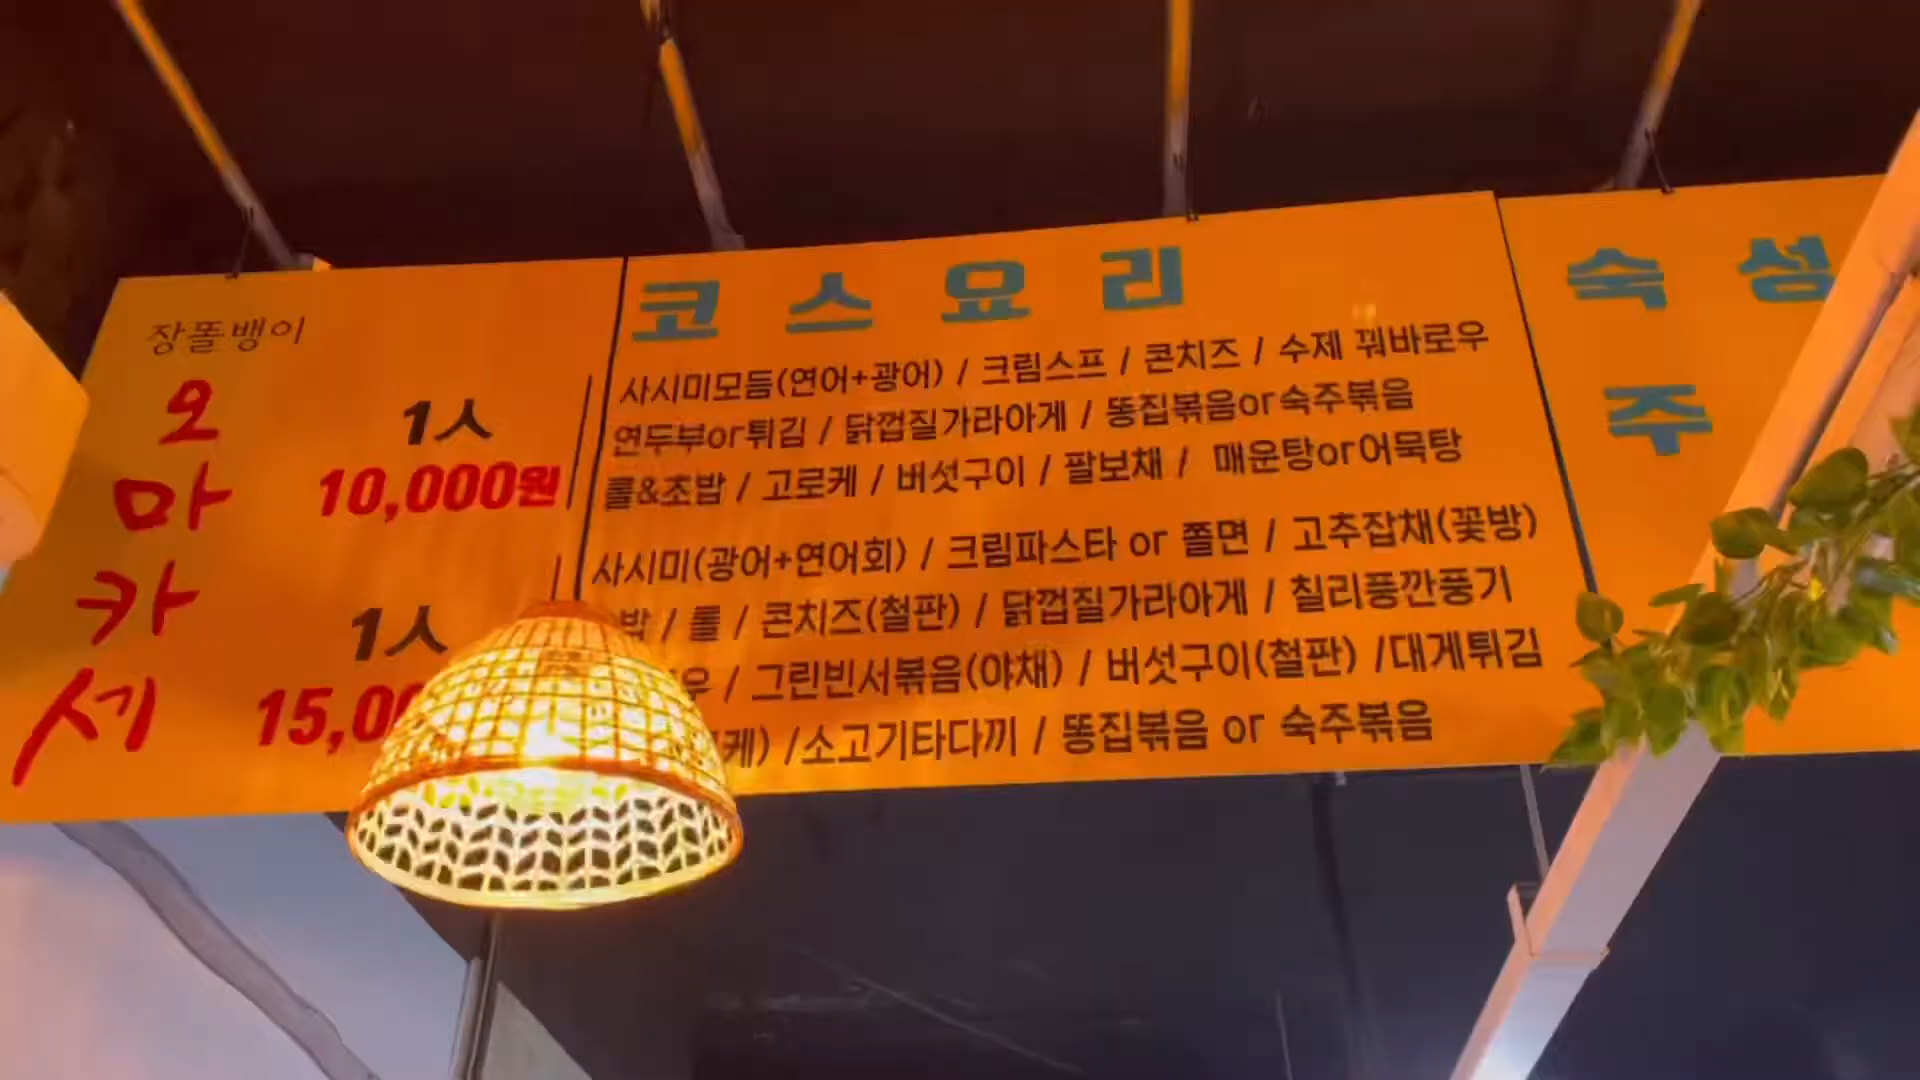 장똘뱅이
오마카세
1人
10,000원
1人
코스요리
사시미모듬(연어+광어) / 크림스프 / 콘치즈 / 수제 꿔바로우
연두부or튀김 / 닭껍질가라아게 / 똥집볶음or숙주볶음
롤&초밥 / 고로케 / 버섯구이 / 팔보채 / 매운탕or어묵탕
사시미(광어+연어회) / 크림파스타 or 쫄면 / 고추잡채(꽃방)
/ 롤 / 콘치즈(철판) / 닭껍질가라아게 / 칠리풍깐풍기
/ 그린빈서볶음(야채) / 버섯구이(철판) /대게튀김
/소고기타다끼 / 똥집볶음 or 숙주볶음
숙 섬
주